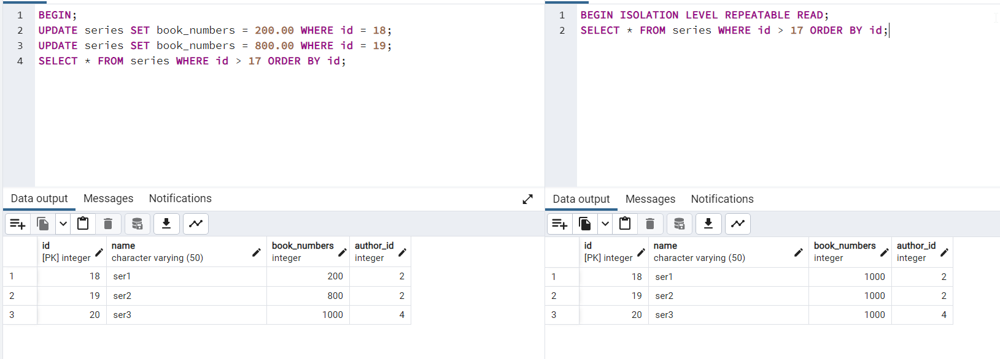 1 BEGIN;
2 UPDATE series SET book_numbers = 200.00 WHERE id = 18;
3 UPDATE series SET book_numbers = 800.00 WHERE id = 19;
4 SELECT * FROM series WHERE id > 17 ORDER BY id;
Data output Messages Notifications
id name book_numbers author_id
[PK] integer character varying (50) integer integer
1 18 ser1 200 2
2 19 ser2 800 2
3 20 ser3 1000 4
1 BEGIN ISOLATION LEVEL REPEATABLE READ;
2 SELECT * FROM series WHERE id > 17 ORDER BY id;
Data output Messages Notifications
id name book_numbers author_id
[PK] integer character varying (50) integer integer
1 18 ser1 1000 2
2 19 ser2 1000 2
3 20 ser3 1000 4